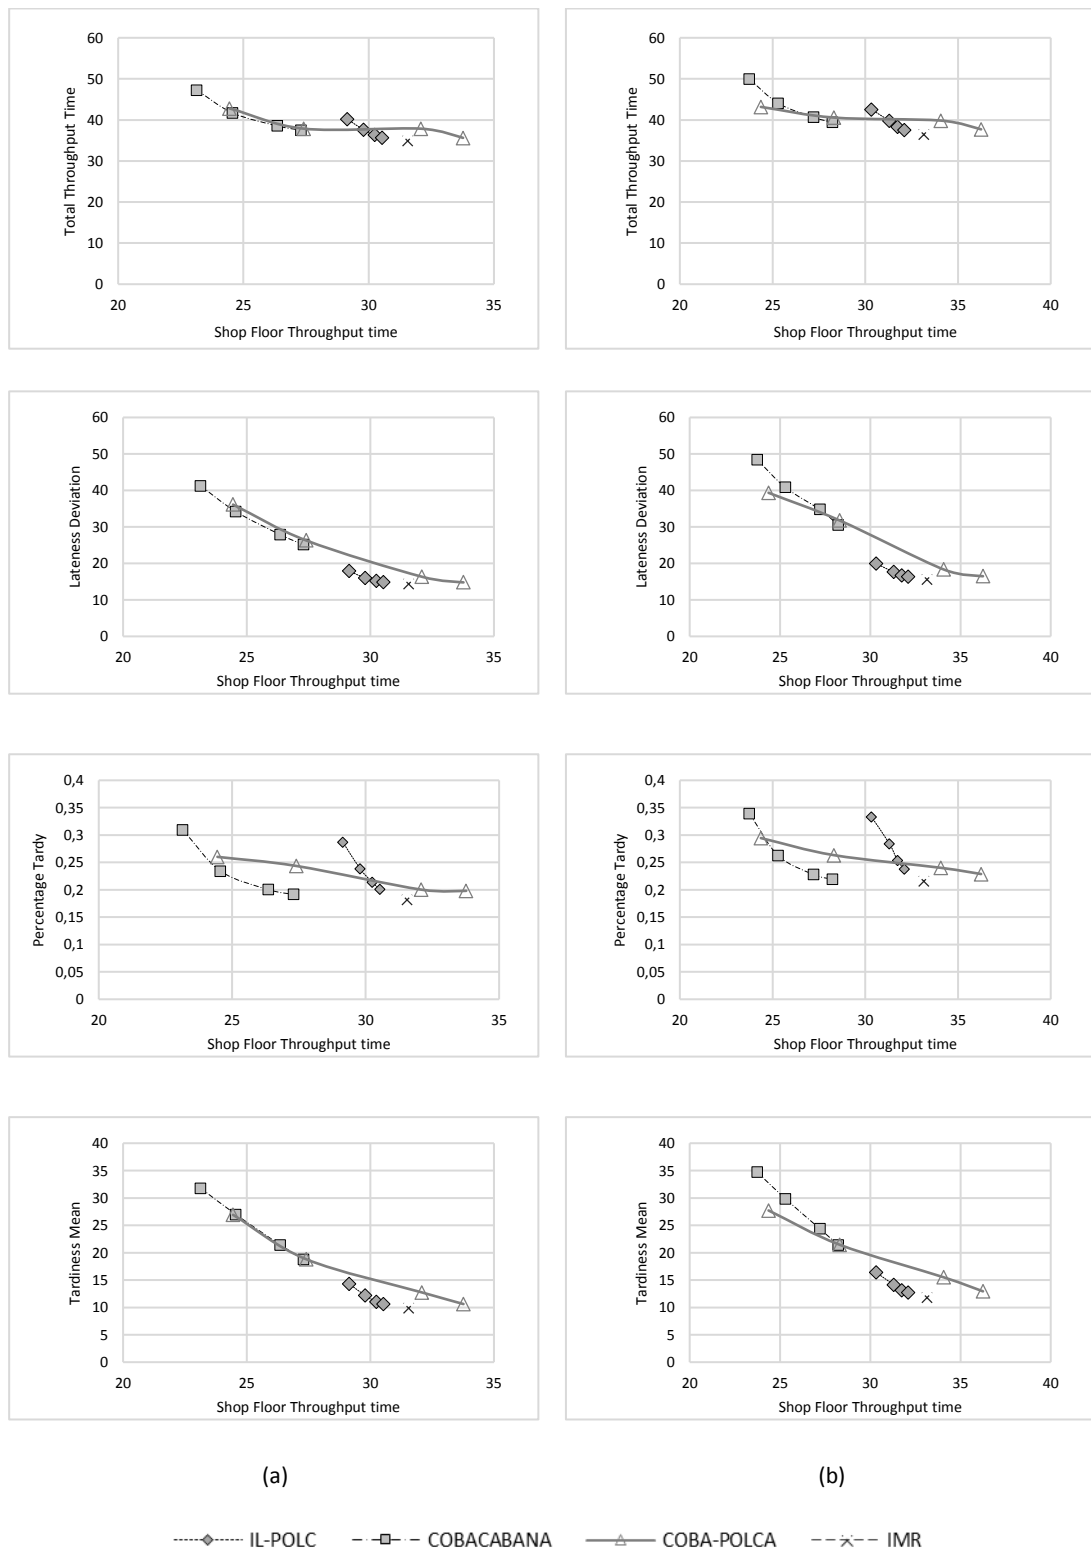 60
50
40
30
20
10
0
Total Throughput Time
20 25 30 35
Shop Floor Throughput time
60
50
40
30
20
10
0
Total Throughput Time
20 25 30 35 40
Shop Floor Throughput time
60
50
40
30
20
10
0
Lateness Deviation
20 25 30 35
Shop Floor Throughput time
60
50
40
30
20
10
0
Lateness Deviation
20 25 30 35 40
Shop Floor Throughput time
0,4
0,35
0,3
0,25
0,2
0,15
0,1
0,05
0
Percentage Tardy
20 25 30 35
Shop Floor Throughput time
0,4
0,35
0,3
0,25
0,2
0,15
0,1
0,05
0
Percentage Tardy
20 25 30 35 40
Shop Floor Throughput time
40
35
30
25
20
15
10
5
0
Tardiness Mean
20 25 30 35
Shop Floor Throughput time
40
35
30
25
20
15
10
5
0
Tardiness Mean
20 25 30 35 40
Shop Floor Throughput time
(a) (b)
IL-POLC COBACABANA COBA-POLCA IMR